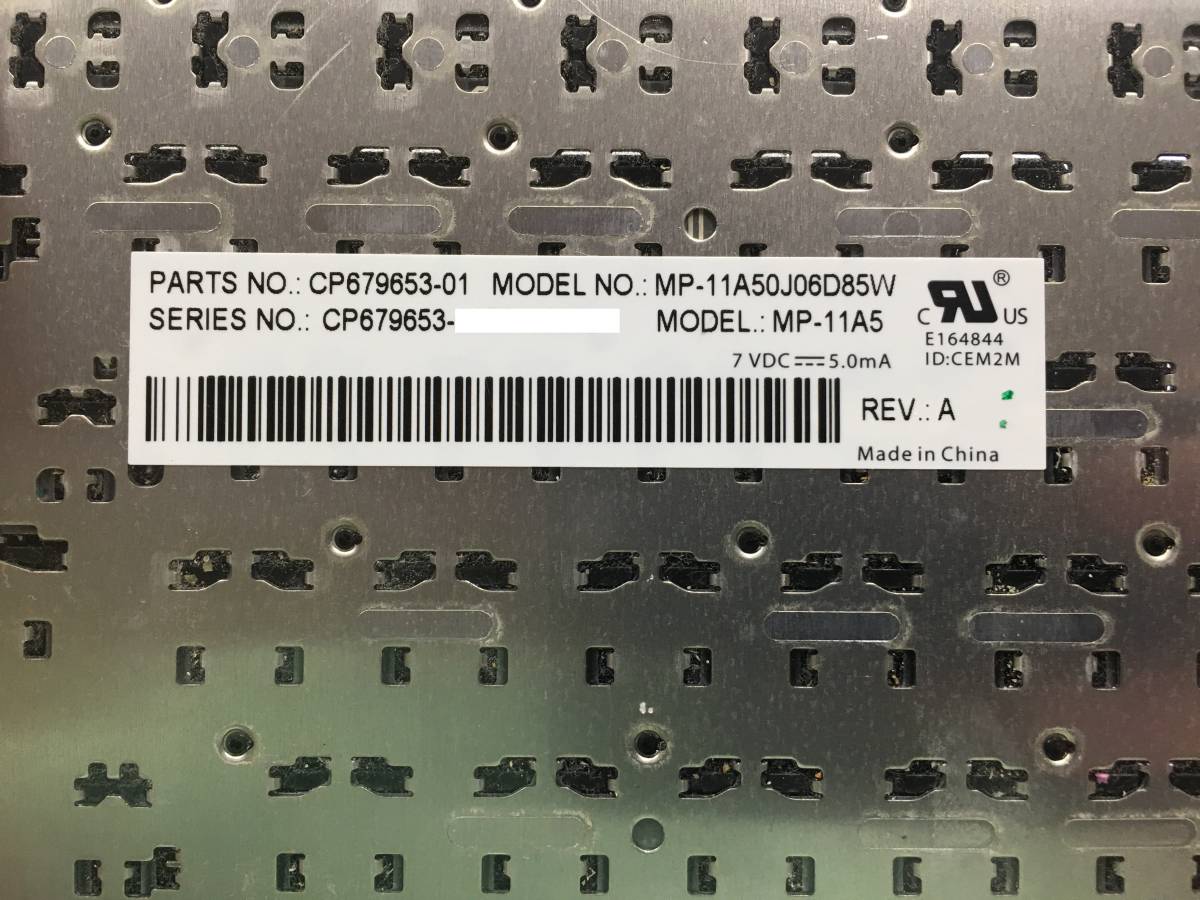 PARTS NO.: CP679653-01 MODEL NO.: MP-11A50J06D85W
SERIES NO.: CP679653- MODEL.: MP-11A5
7 VDC⎓5.0mA
C RU ® US
E164844
ID:CEM2M
REV.: A
Made in China